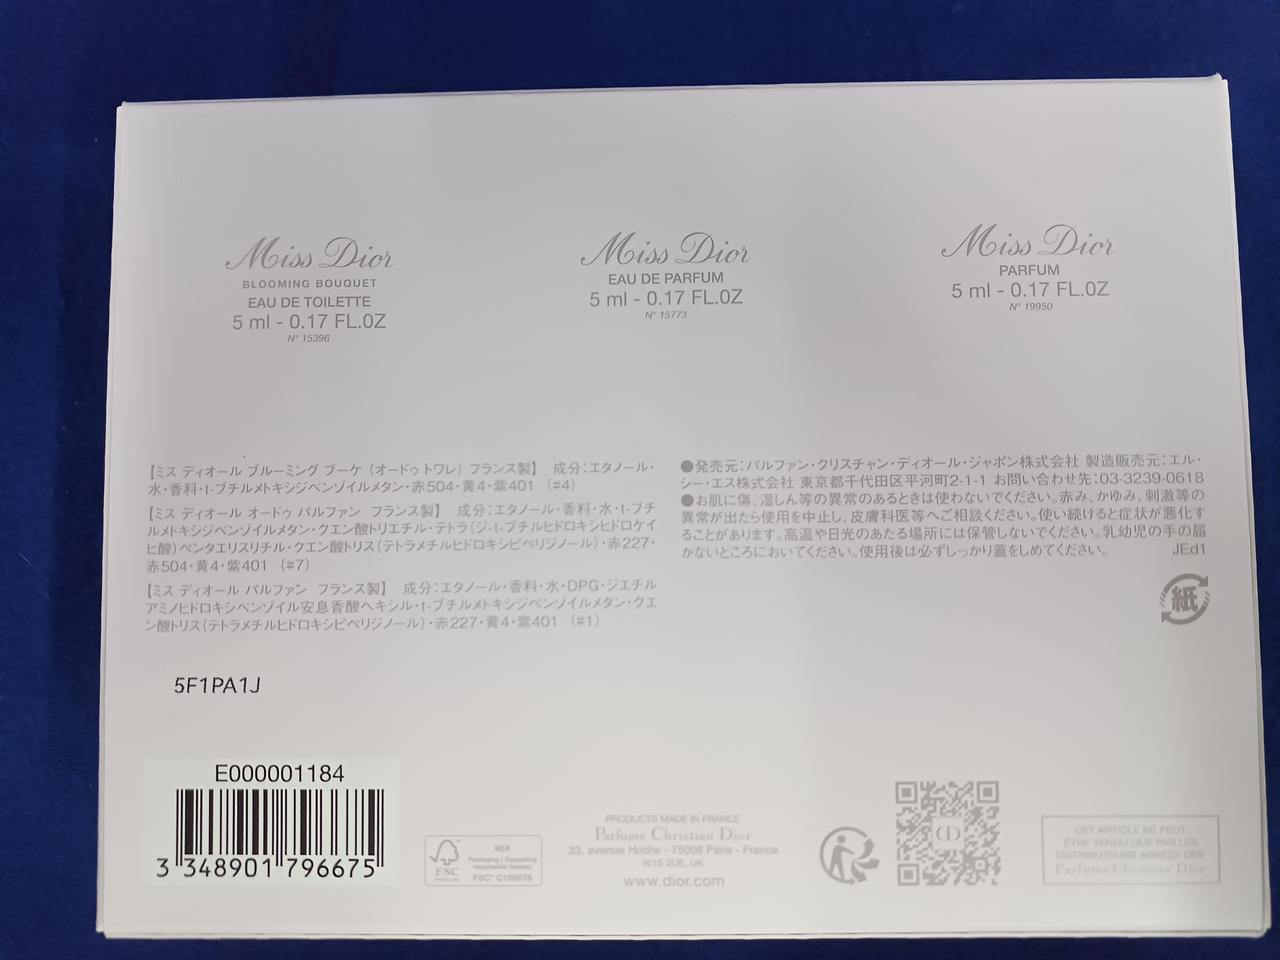 Miss Dior
BLOOMING BOUQUET
EAU DE TOILETTE
5 ml - 0.17 FL.OZ
N° 15396
Miss Dior
EAU DE PARFUM
5 ml - 0.17 FL.OZ
N° 15773
Miss Dior
PARFUM
5 ml - 0.17 FL.OZ
N° 19950
【ミス ディオール ブルーミング ブーケ (オードゥ トワレ) フランス製】 成分:エタノール・
水・香料・t-ブチルメトキシジベンゾイルメタン・赤504・黄4・紫401 (#4)
【ミス ディオール オードゥ パルファン フランス製】 成分:エタノール・香料・水・t-ブチ
ルメトキシジベンゾイルメタン・クエン酸トリエチル・テトラ(ジ-t-ブチルヒドロキシヒドロケイ
ヒ酸)ペンタエリスリチル・クエン酸トリス(テトラメチルヒドロキシピペリジノール)・赤227・
赤504・黄4・紫401 (#7)
【ミス ディオール パルファン フランス製】 成分:エタノール・香料・水・DPG・ジエチル
アミノヒドロキシベンゾイル安息香酸ヘキシル・t-ブチルメトキシジベンゾイルメタン・クエ
ン酸トリス(テトラメチルヒドロキシピペリジノール)・赤227・黄4・紫401 (#1)
●発売元:パルファン・クリスチャン・ディオール・ジャポン株式会社 製造販売元:エル・
シー・エス株式会社 東京都千代田区平河町2-1-1 お問い合わせ先:03-3239-0618
●お肌に傷、湿しん等の異常のあるときは使わないでください。赤み、かゆみ、刺激等の
異常が出たら使用を中止し、皮膚科医等へご相談ください。使い続けると症状が悪化す
ることがあります。高温や日光のあたる場所には保管しないでください。乳幼児の手の届
かないところにおいてください。使用後は必ずしっかり蓋をしめてください。 JEd1
紙
5F1PA1J
E000001184
3 348901 796675
FSC
MIX
Packaging | Supporting
responsible forestry
FSC™ C155676
PRODUCTS MADE IN FRANCE
Parfums Christian Dior
33, avenue Hoche - 75008 Paris - France
W1S 2UE, UK
www.dior.com
CD
CET ARTICLE NE PEUT
ÊTRE VENDU QUE PAR LES
DISTRIBUTEURS AGRÉÉS DES
Parfums Christian Dior